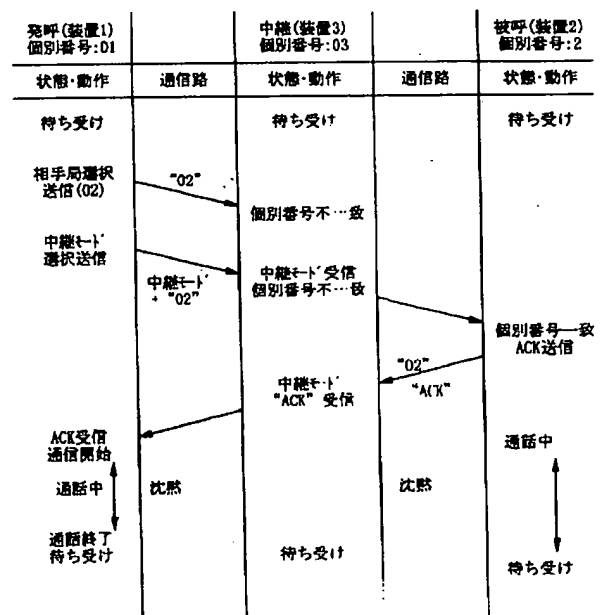 発呼(装置1)
個別番号:01
中継(装置3)
個別番号:03
被呼(装置2)
個別番号:2
状態・動作
通信路
状態・動作
通信路
状態・動作
待ち受け
待ち受け
待ち受け
相手局選択
送信(02)
“02”
個別番号不一致
中継モード
選択送信
中継モード
+ “02”
中継モード受信
個別番号不一致
個別番号一致
ACK送信
“02”
“ACK”
中継モード
“ACK” 受信
ACK受信
通信開始
通話中
通話中
沈黙
沈黙
通話終了
待ち受け
待ち受け
待ち受け